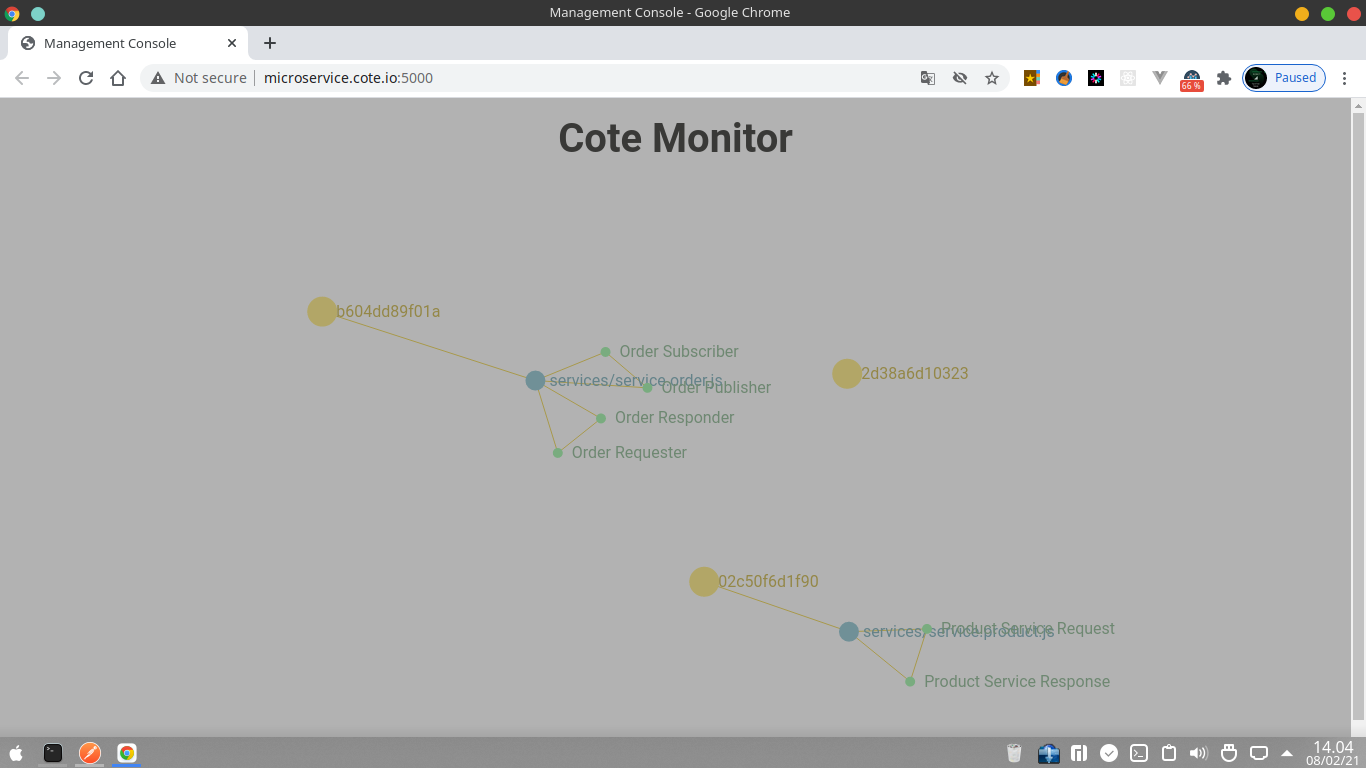 Management Console - Google Chrome
Management Console
Not secure
microservice.cote.io:5000
66 %
Paused
Cote Monitor
b604dd89f01a
Order Subscriber
2d38a6d10323
services/service.order.js
Order Publisher
Order Responder
Order Requester
02c50f6d1f90
Product Service Request
services/service.product.js
Product Service Response
14.04
08/02/21